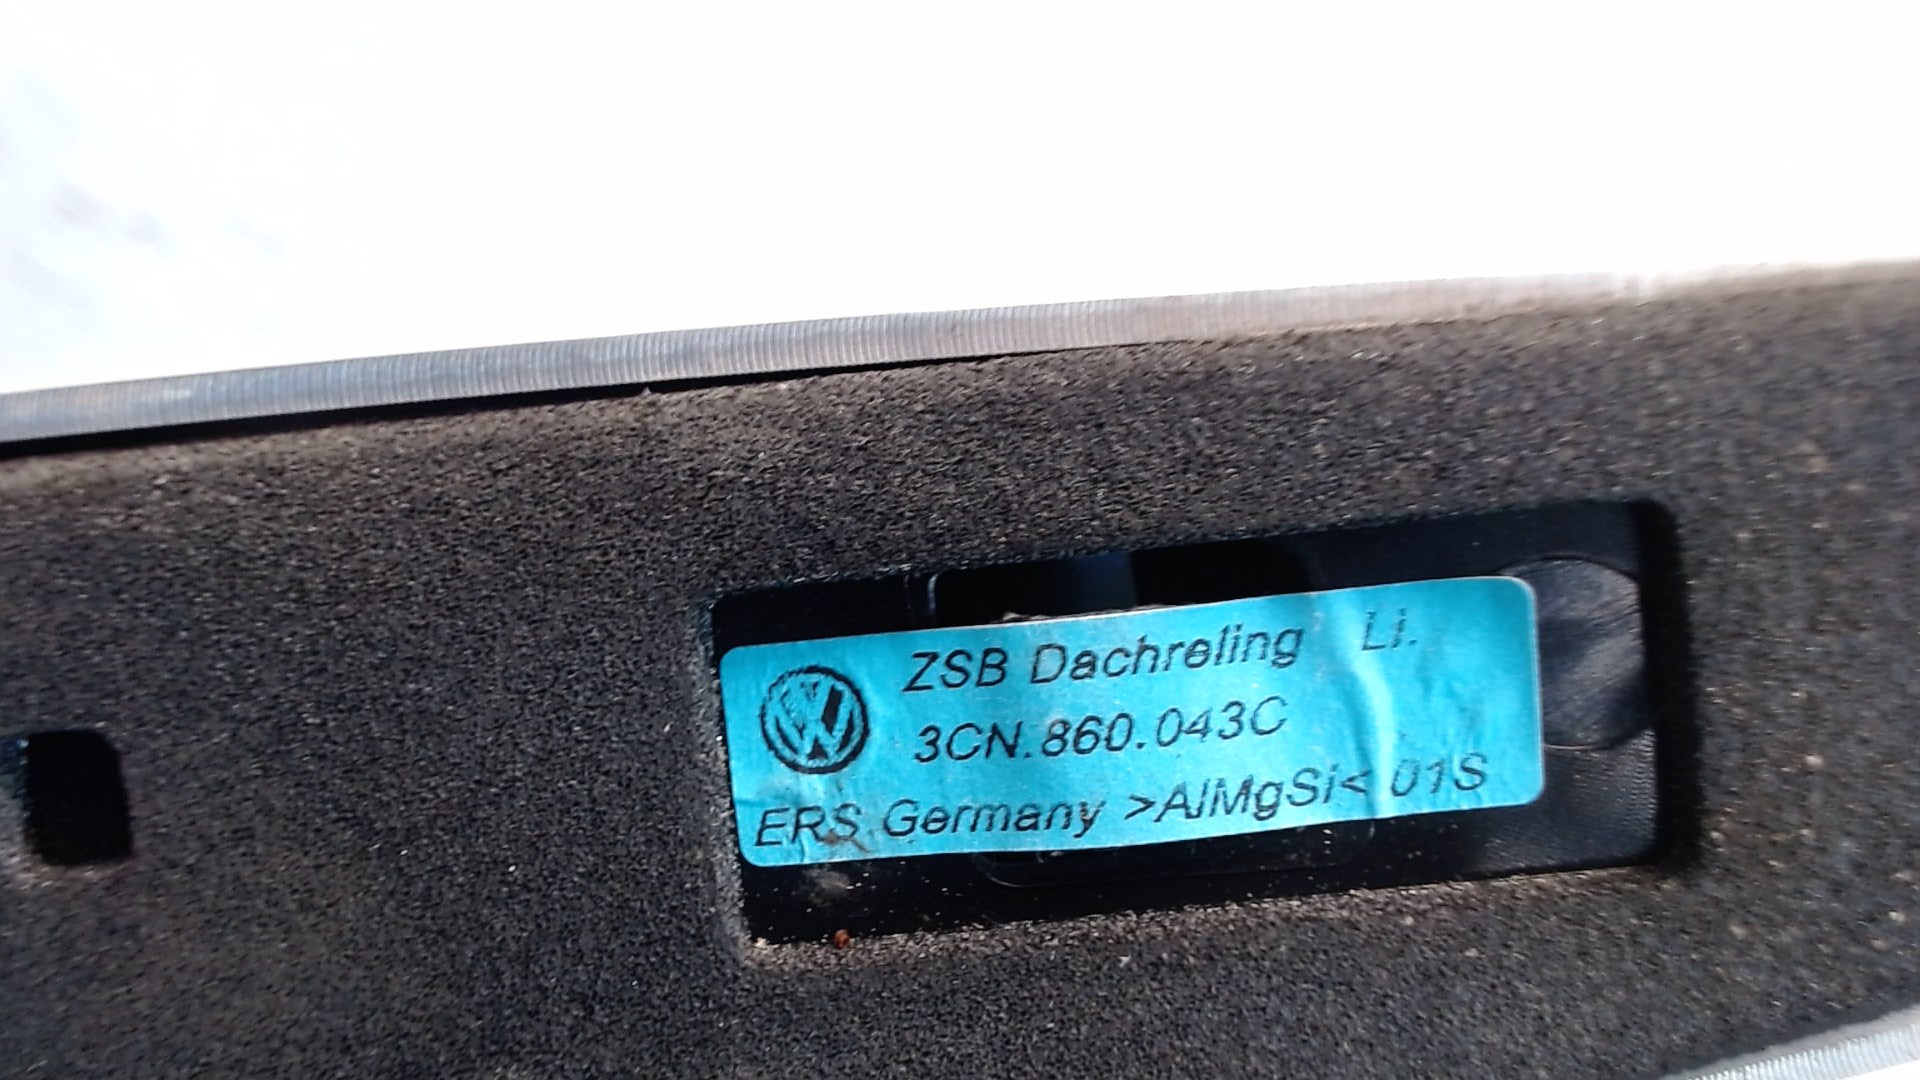 ZSB Dachreling Li.
3CN.860.043C
ERS Germany >AlMgSi< 01S